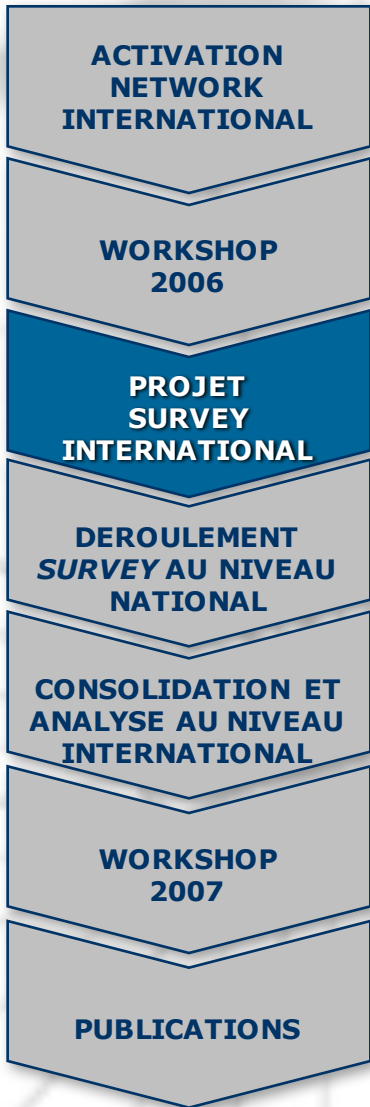 ACTIVATION
NETWORK
INTERNATIONAL
WORKSHOP
2006
PROJET
SURVEY
INTERNATIONAL
DEROULEMENT
SURVEY AU NIVEAU
NATIONAL
CONSOLIDATION ET
ANALYSE AU NIVEAU
INTERNATIONAL
WORKSHOP
2007
PUBLICATIONS